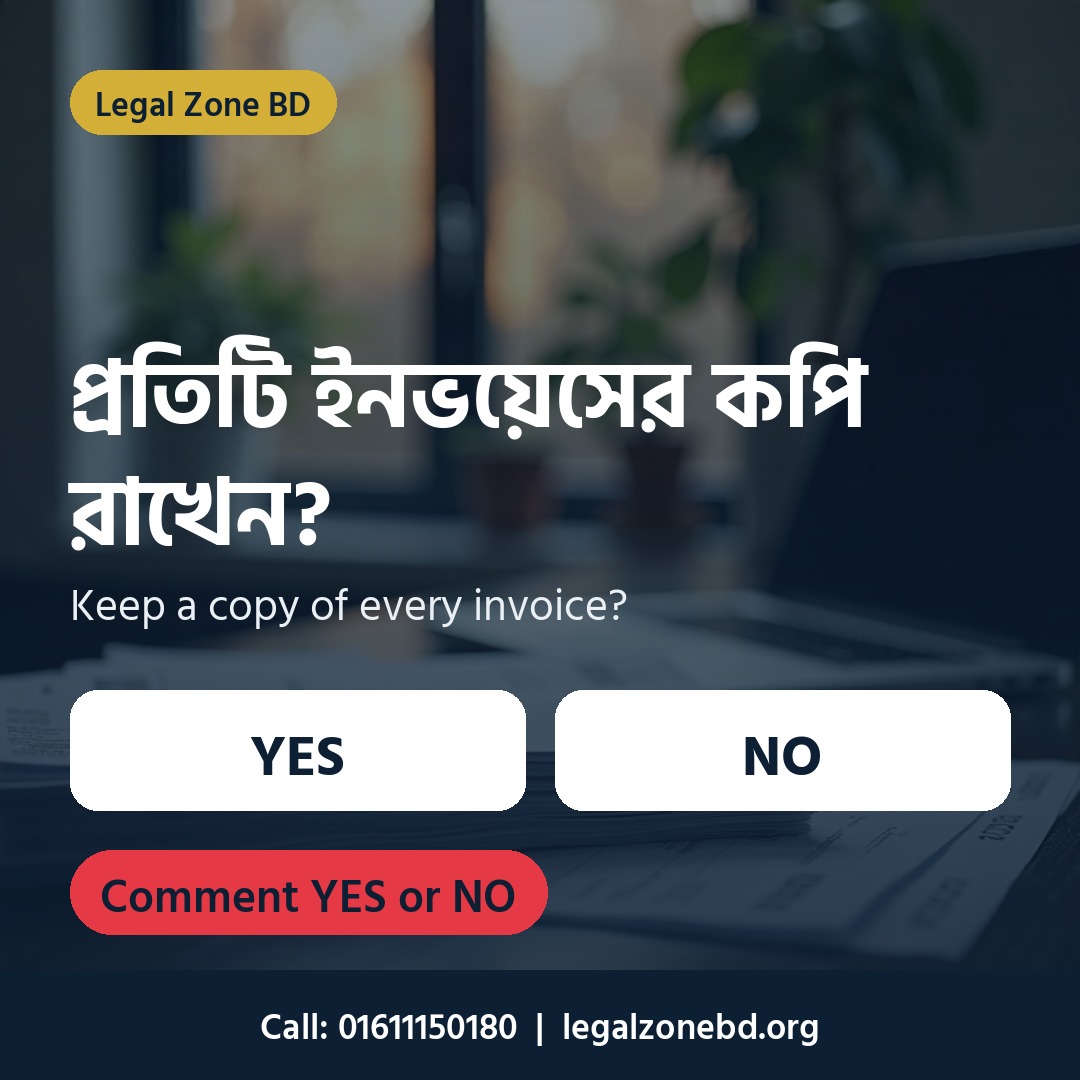 Legal Zone BD
প্রতিটি ইনভয়েসের কপি
রাখেন?
Keep a copy of every invoice?
YES
NO
Comment YES or NO
Call: 01611150180 | legalzonebd.org